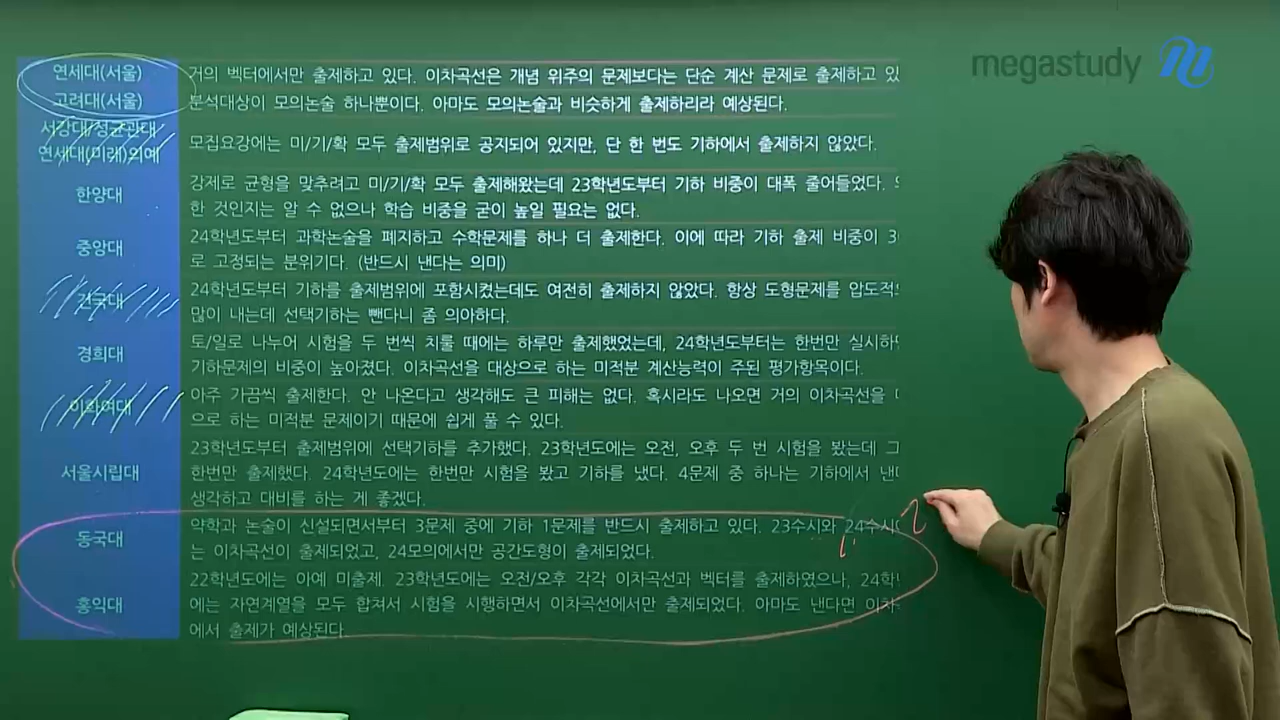 megastudy
연세대(서울) 거의 벡터에서만 출제하고 있다. 이차곡선은 개념 위주의 문제보다는 단순 계산 문제로 출제하고 있
고려대(서울) 분석대상이 모의논술 하나뿐이다. 아마도 모의논술과 비슷하게 출제하리라 예상된다.
서강대/성균관대
연세대(미래)의예 모집요강에는 미/기/확 모두 출제범위로 공지되어 있지만, 단 한 번도 기하에서 출제하지 않았다.
한양대 강제로 균형을 맞추려고 미/기/확 모두 출제해왔는데 23학년도부터 기하 비중이 대폭 줄어들었다.
한 것인지는 알 수 없으나 학습 비중을 굳이 높일 필요는 없다.
중앙대 24학년도부터 과학논술을 폐지하고 수학문제를 하나 더 출제한다. 이에 따라 기하 출제 비중이
로 고정되는 분위기다. (반드시 낸다는 의미)
건국대 24학년도부터 기하를 출제범위에 포함시켰는데도 여전히 출제하지 않았다. 항상 도형문제를
많이 내는데 선택기하는 뺀다니 좀 의아하다.
경희대 토/일로 나누어 시험을 두 번씩 치룰 때에는 하루만 출제했었는데, 24학년도부터는 한번만
기하문제의 비중이 높아졌다. 이차곡선을 대상으로 하는 미적분 계산능력이 주된 평가항목이다.
이화여대 아주 가끔씩 출제한다. 안 나온다고 생각해도 큰 피해는 없다. 혹시라도 나오면 거의 이차곡선을
으로 하는 미적분 문제이기 때문에 쉽게 풀 수 있다.
서울시립대 23학년도부터 출제범위에 선택기하를 추가했다. 23학년도에는 오전, 오후 두 번 시험을 봤는데 그
한번만 출제했다. 24학년도에는 한번만 시험을 봤고 기하를 냈다. 4문제 중 하나는 기하에서
생각하고 대비를 하는 게 좋겠다.
동국대 약학과 논술이 신설되면서부터 3문제 중에 기하 1문제를 반드시 출제하고 있다. 23수시와 24수시
는 이차곡선이 출제되었고, 24모의에서만 공간도형이 출제되었다.
홍익대 22학년도에는 아예 미출제. 23학년도에는 오전/오후 각각 이차곡선과 벡터를 출제하였으나,
에는 자연계열을 모두 합쳐서 시험을 시행하면서 이차곡선에서만 출제되었다. 아마도 낸다면
에서 출제가 예상된다.